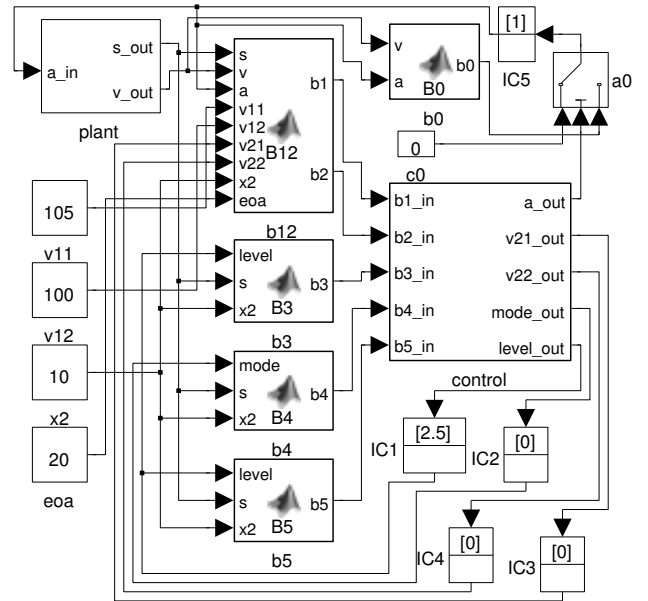 a_in
s_out
v_out
plant
s
v
a
v11
v12
v21
v22
x2
eoa
B12
b1
b2
b12
v
a
B0
b0
[1]
IC5
a0
b0
0
c0
105
v11
100
v12
10
x2
20
eoa
level
s
x2
B3
b3
b3
mode
s
x2
B4
b4
b4
level
s
x2
B5
b5
b5
b1_in
b2_in
b3_in
b4_in
b5_in
a_out
v21_out
v22_out
mode_out
level_out
control
[2.5]
IC1
[0]
IC2
[0]
IC4
[0]
IC3